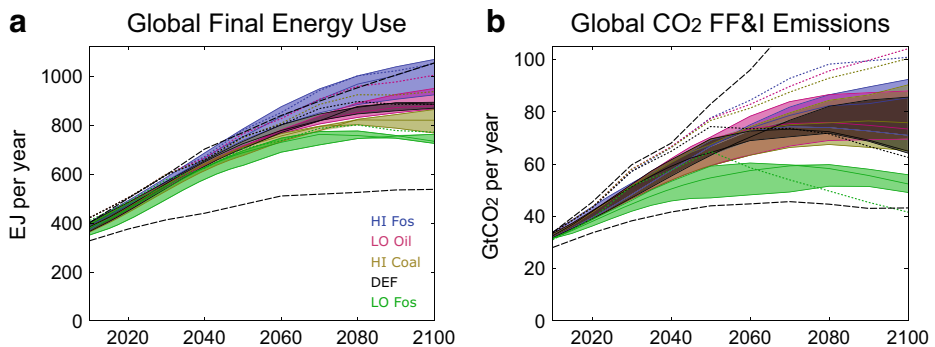 a Global Final Energy Use
EJ per year
1000
800
600
400
200
0
2020 2040 2060 2080 2100
HI Fos
LO Oil
HI Coal
DEF
LO Fos
b Global CO2 FF&I Emissions
GtCO2 per year
100
80
60
40
20
0
2020 2040 2060 2080 2100